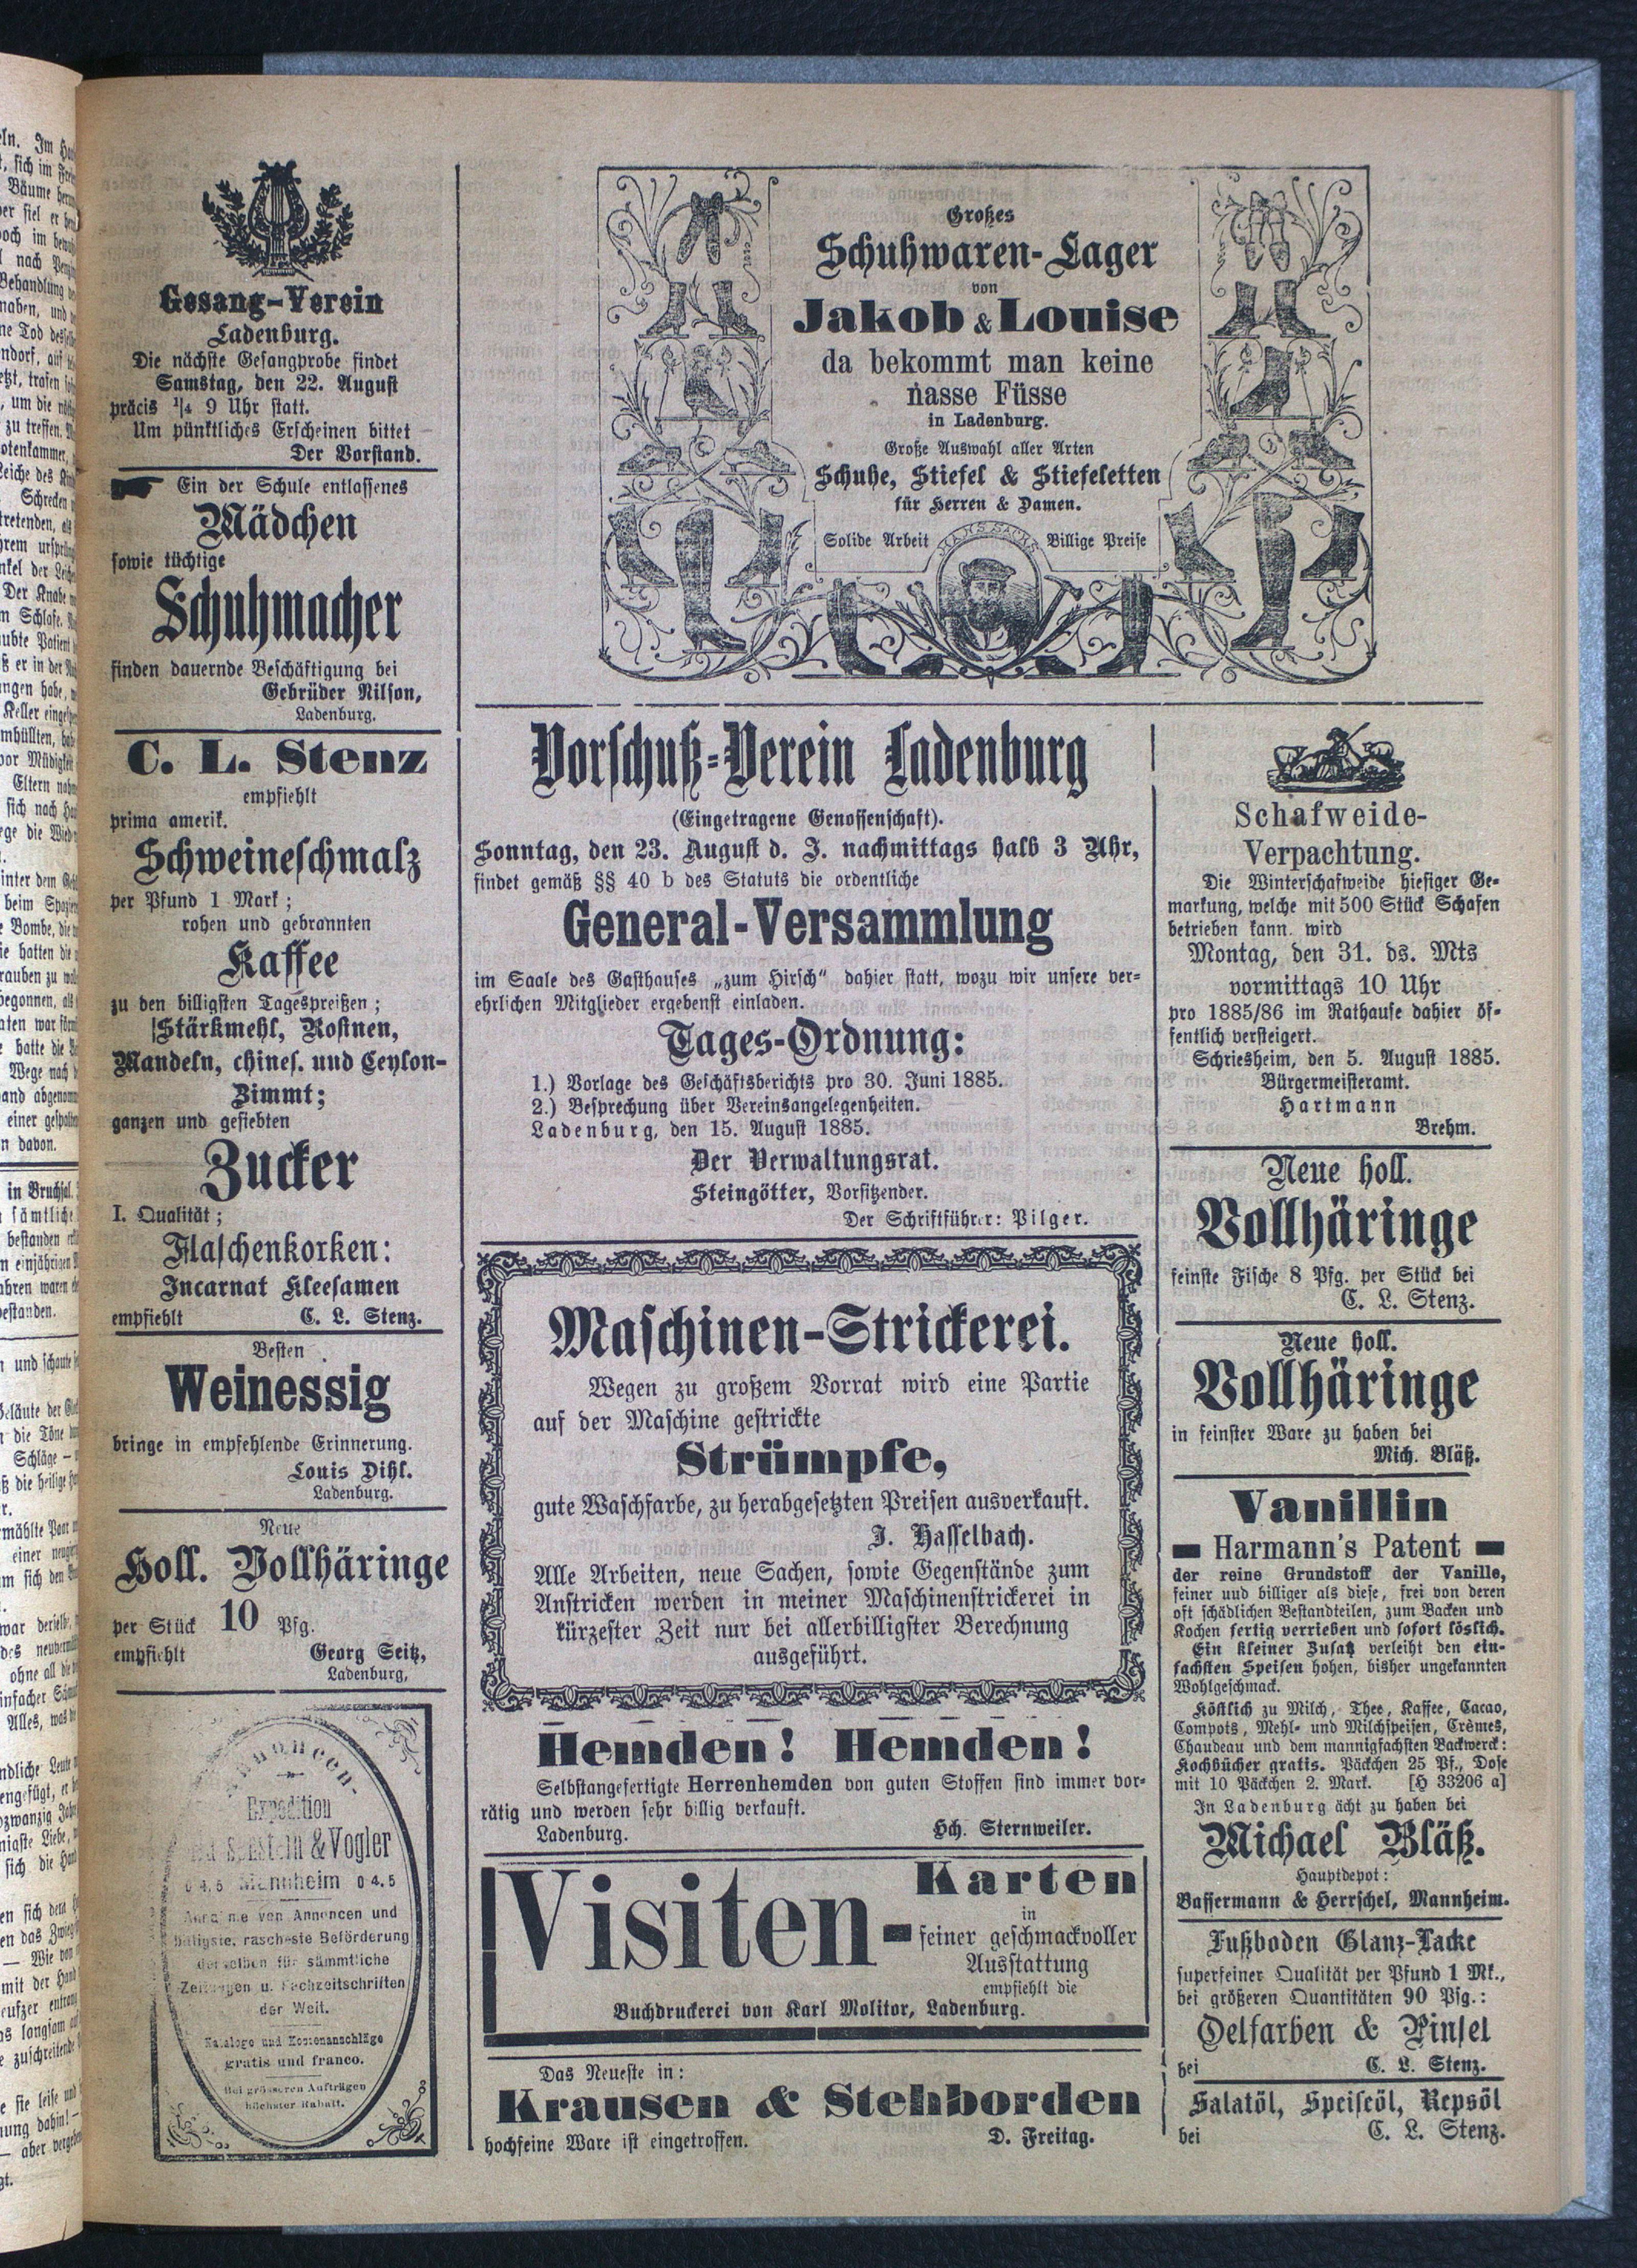 Gesang-Verein
Ladenburg.
Die nächste Gesangprobe findet
Samstag, den 22. August
präcis ¼ 9 Uhr statt.
Um pünktliches Erscheinen bittet
Der Vorstand.
Ein der Schule entlassenes
Mädchen
sowie tüchtige
Schuhmacher
finden dauernde Beschäftigung bei
Gebrüder Nilson,
Ladenburg.
C. L. Stenz
empfiehlt
prima amerik.
Schweineschmalz
per Pfund 1 Mark;
rohen und gebrannten
Kaffee
zu den billigsten Tagespreißen;
Stärkmehl, Rosinen,
Mandeln, chines. und Ceylon-
Zimmt;
ganzen und gesiebten
Zucker
I. Qualität;
Flaschenkorken:
Incarnat Kleesamen
empfiehlt C. L. Stenz.
Besten
Weinessig
bringe in empfehlende Erinnerung.
Louis Dihl.
Ladenburg.
Neue
Holl. Vollhäringe
per Stück 10 Pfg.
empfiehlt Georg Seitz,
Ladenburg,
Annoncen-
Expedition
Haasenstein & Vogler
O 4. 5 Mannheim O 4. 5
Annahme von Annoncen und
billigste, rascheste Beförderung
derselben für sämmtliche
Zeitungen u. Fachzeitschriften
der Welt.
Kataloge und Kostenanschläge
gratis und franco.
Bei grösseren Aufträgen
höchster Rabatt.
Großes
Schuhwaren-Lager
von
Jakob & Louise
da bekommt man keine
nasse Füsse
in Ladenburg.
Große Auswahl aller Arten
Schuhe, Stiefel & Stiefeletten
für Herren & Damen.
Solide Arbeit HANS SACHS Billige Preise
Vorschuß-Verein Ladenburg
(Eingetragene Genossenschaft).
Sonntag, den 23. August d. J. nachmittags halb 3 Uhr,
findet gemäß §§ 40 b des Statuts die ordentliche
General-Versammlung
im Saale des Gasthauses „zum Hirsch“ dahier statt, wozu wir unsere ver-
ehrlichen Mitglieder ergebenst einladen.
Tages-Ordnung:
1.) Vorlage des Geschäftsberichts pro 30. Juni 1885.
2.) Besprechung über Vereinsangelegenheiten.
Ladenburg, den 15. August 1885.
Der Verwaltungsrat.
Steingötter, Vorsitzender.
Der Schriftführer: Pilger.
Maschinen-Strickerei.
Wegen zu großem Vorrat wird eine Partie
auf der Maschine gestrickte
Strümpfe,
gute Waschfarbe, zu herabgesetzten Preisen ausverkauft.
J. Hasselbach.
Alle Arbeiten, neue Sachen, sowie Gegenstände zum
Anstricken werden in meiner Maschinenstrickerei in
kürzester Zeit nur bei allerbilligster Berechnung
ausgeführt.
Hemden! Hemden!
Selbstangefertigte Herrenhemden von guten Stoffen sind immer vor-
rätig und werden sehr billig verkauft.
Ladenburg. Hch. Sternweiler.
Visiten-Karten
in
feiner geschmackvoller
Ausstattung
empfiehlt die
Buchdruckerei von Karl Molitor, Ladenburg.
Das Neueste in:
Krausen & Stehborden
hochfeine Ware ist eingetroffen. D. Freitag.
Schafweide-
Verpachtung.
Die Winterschafweide hiesiger Ge-
markung, welche mit 500 Stück Schafen
betrieben kann. wird
Montag, den 31. ds. Mts
vormittags 10 Uhr
pro 1885/86 im Rathause dahier öf-
fentlich versteigert.
Schriesheim, den 5. August 1885.
Bürgermeisteramt.
Hartmann
Brehm.
Neue holl.
Vollhäringe
feinste Fische 8 Pfg. per Stück bei
C. L. Stenz.
Neue holl.
Vollhäringe
in feinster Ware zu haben bei
Mich. Bläß.
Vanillin
Harmann's Patent
der reine Grundstoff der Vanille,
feiner und billiger als diese, frei von deren
oft schädlichen Bestandteilen, zum Backen und
Kochen fertig verrieben und sofort löslich.
Ein kleiner Zusatz verleiht den ein-
fachsten Speisen hohen, bisher ungekannten
Wohlgeschmack.
Köstlich zu Milch, Thee, Kaffee, Cacao,
Compots, Mehl- und Milchspeisen, Crèmes,
Chaudeau und dem mannigfachsten Backwerck:
Kochbücher gratis. Päckchen 25 Pf., Dose
mit 10 Päckchen 2. Mark. [H 33206 a]
In Ladenburg ächt zu haben bei
Michael Bläß.
Hauptdepot:
Bassermann & Herrschel, Mannheim.
Fußboden Glanz-Lacke
superfeiner Qualität per Pfund 1 Mk.,
bei größeren Quantitäten 90 Pfg.:
Oelfarben & Pinsel
bei C. L. Stenz.
Salatöl, Speiseöl, Repsöl
bei C. L. Stenz.